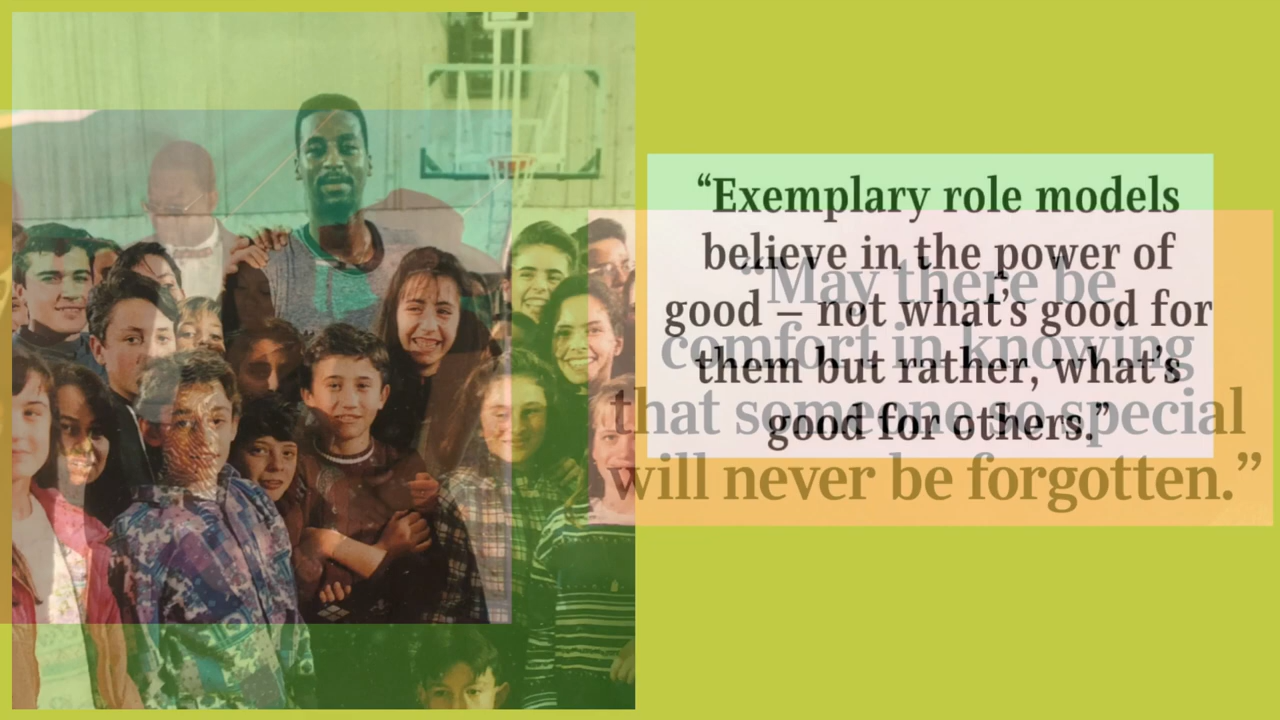 “Exemplary role models
believe in the power of
good – not what’s good for
them but rather, what’s
good for others.”
“May there be
comfort in knowing
that someone so special
will never be forgotten.”